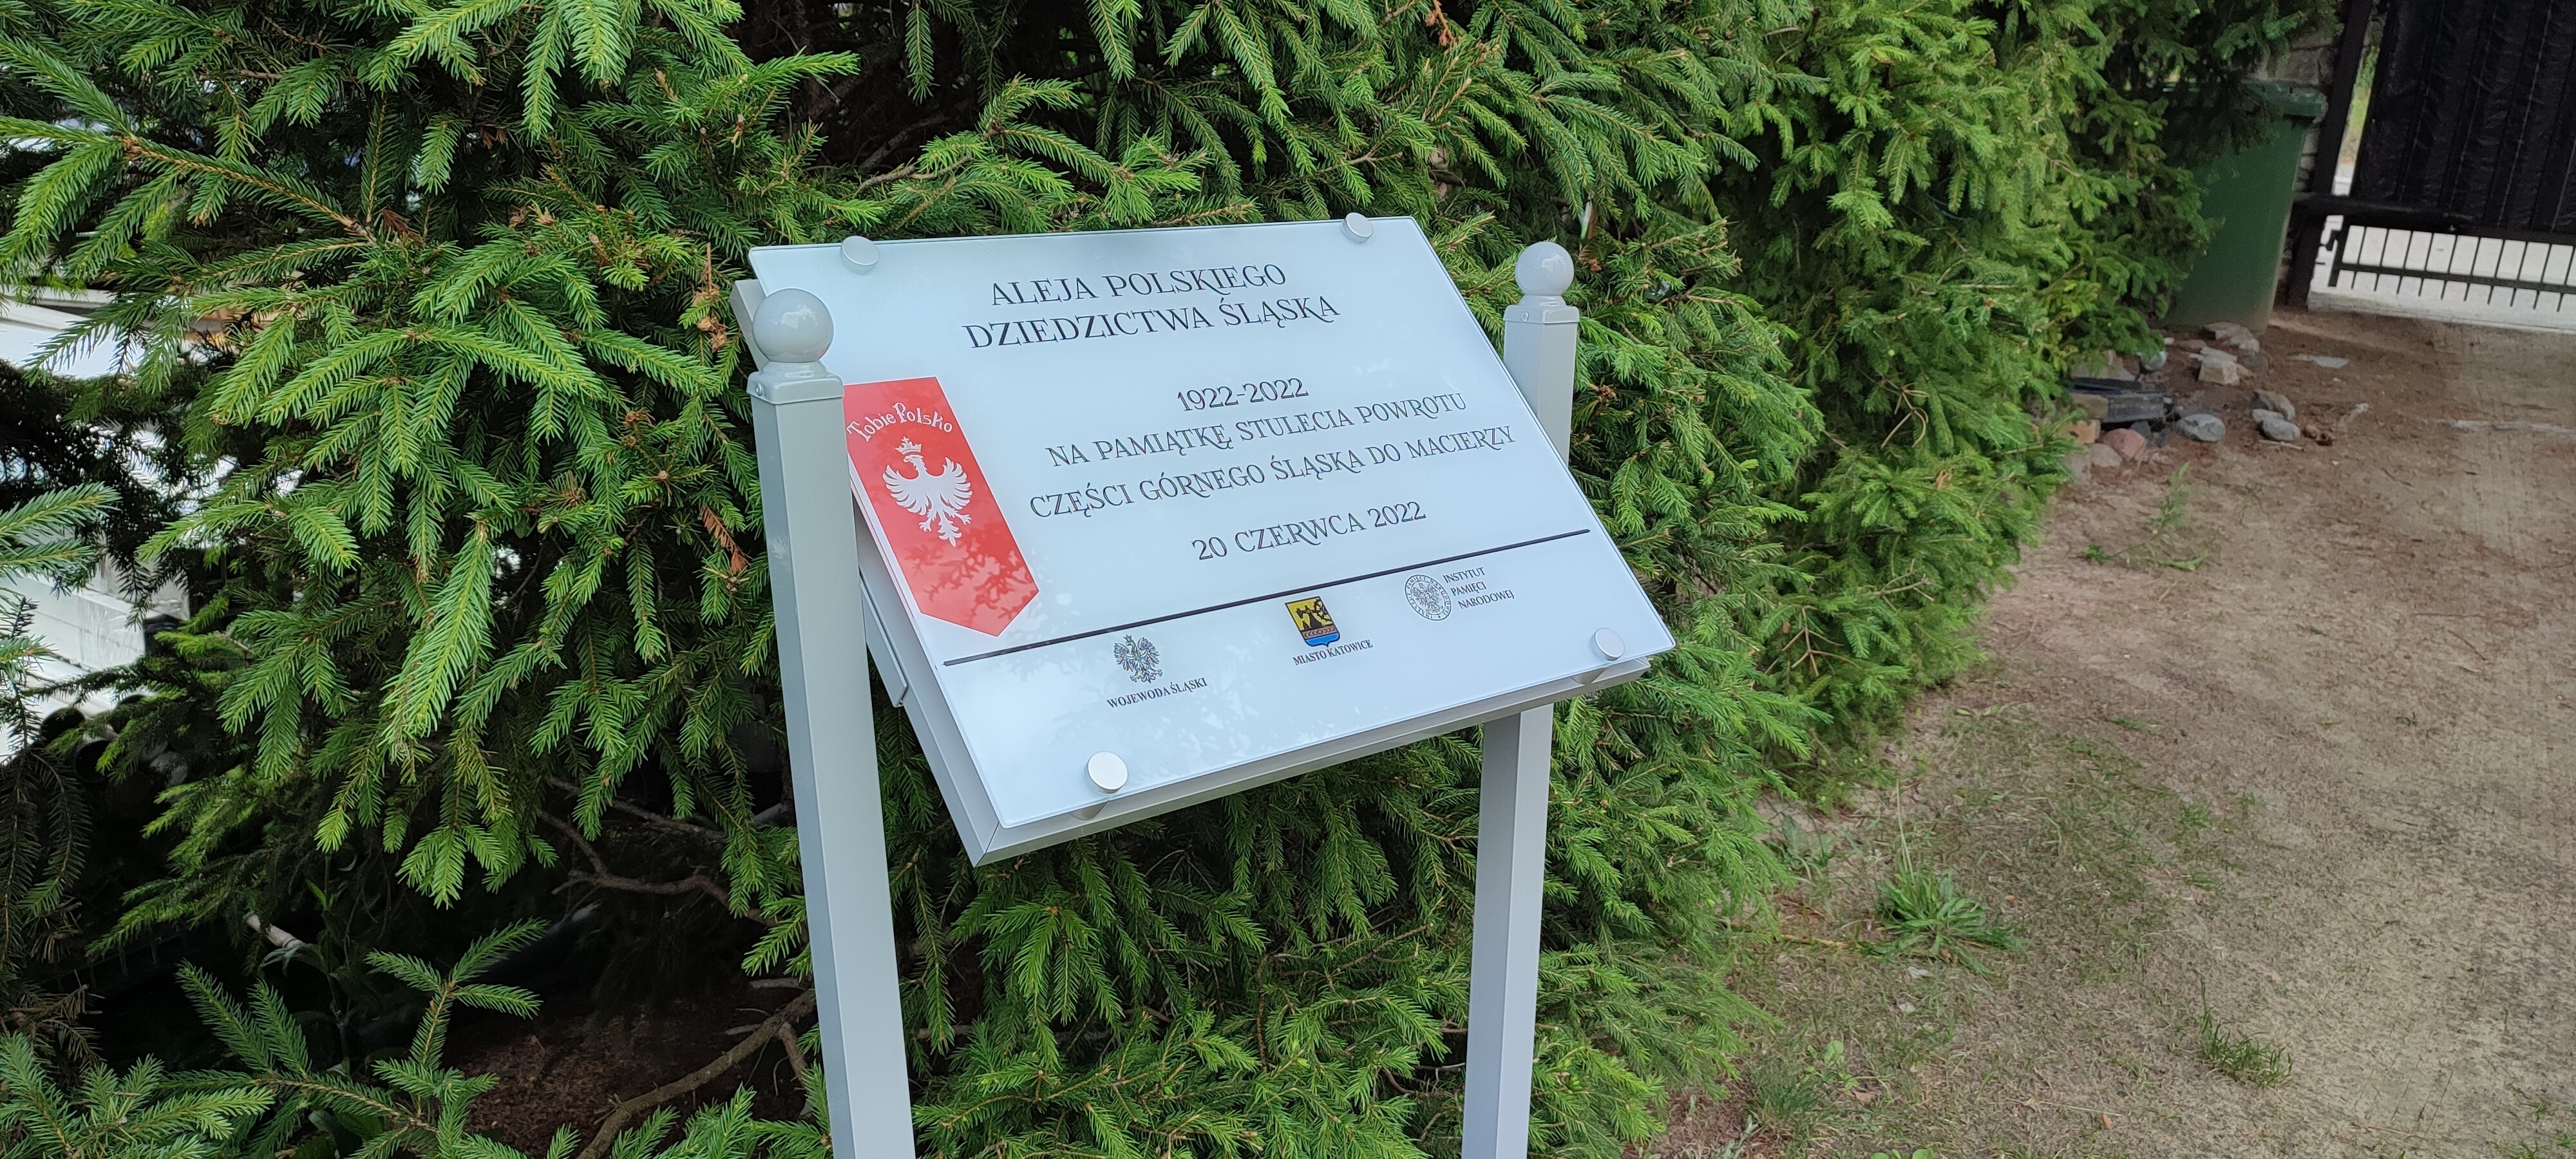 ALEJA POLSKIEGO
DZIEDZICTWA ŚLĄSKA
1922-2022
NA PAMIĄTKĘ STULECIA POWROTU
CZĘŚCI GÓRNEGO ŚLĄSKA DO MACIERZY
20 CZERWCA 2022
Tobie Polsko
WOJEWODA ŚLĄSKI
MIASTO KATOWICE
INSTYTUT
PAMIĘCI
NARODOWEJ